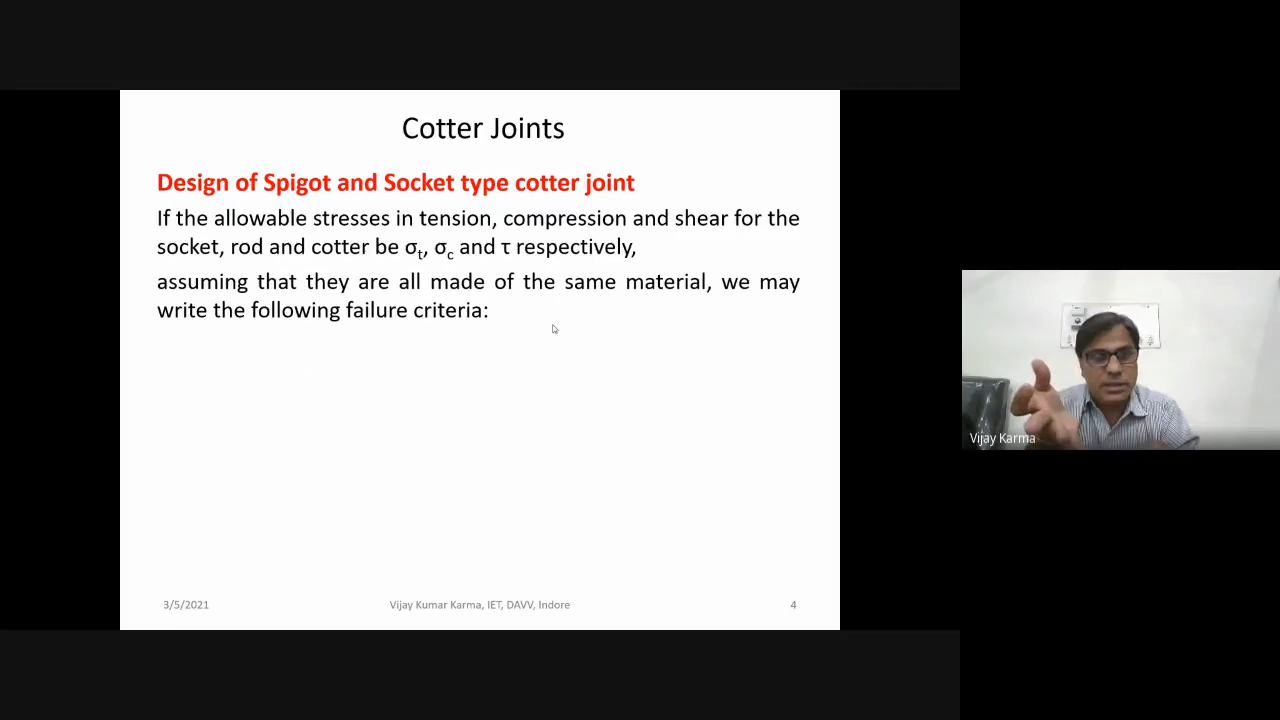 Cotter Joints
Design of Spigot and Socket type cotter joint
If the allowable stresses in tension, compression and shear for the
socket, rod and cotter be σt, σc and τ respectively,
assuming that they are all made of the same material, we may
write the following failure criteria:
3/5/2021
Vijay Kumar Karma, IET, DAVV, Indore
4
Vijay Karma